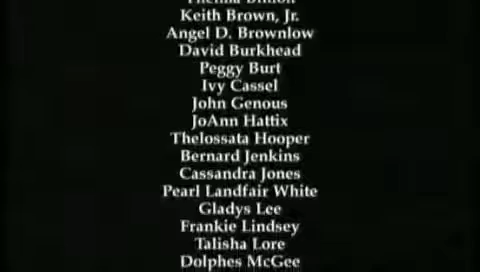 Keith Brown, Jr.
Angel D. Brownlow
David Burkhead
Peggy Burt
Ivy Cassel
John Genous
JoAnn Hattix
Thelossata Hooper
Bernard Jenkins
Cassandra Jones
Pearl Landfair White
Gladys Lee
Frankie Lindsey
Talisha Lore
Dolphes McGee